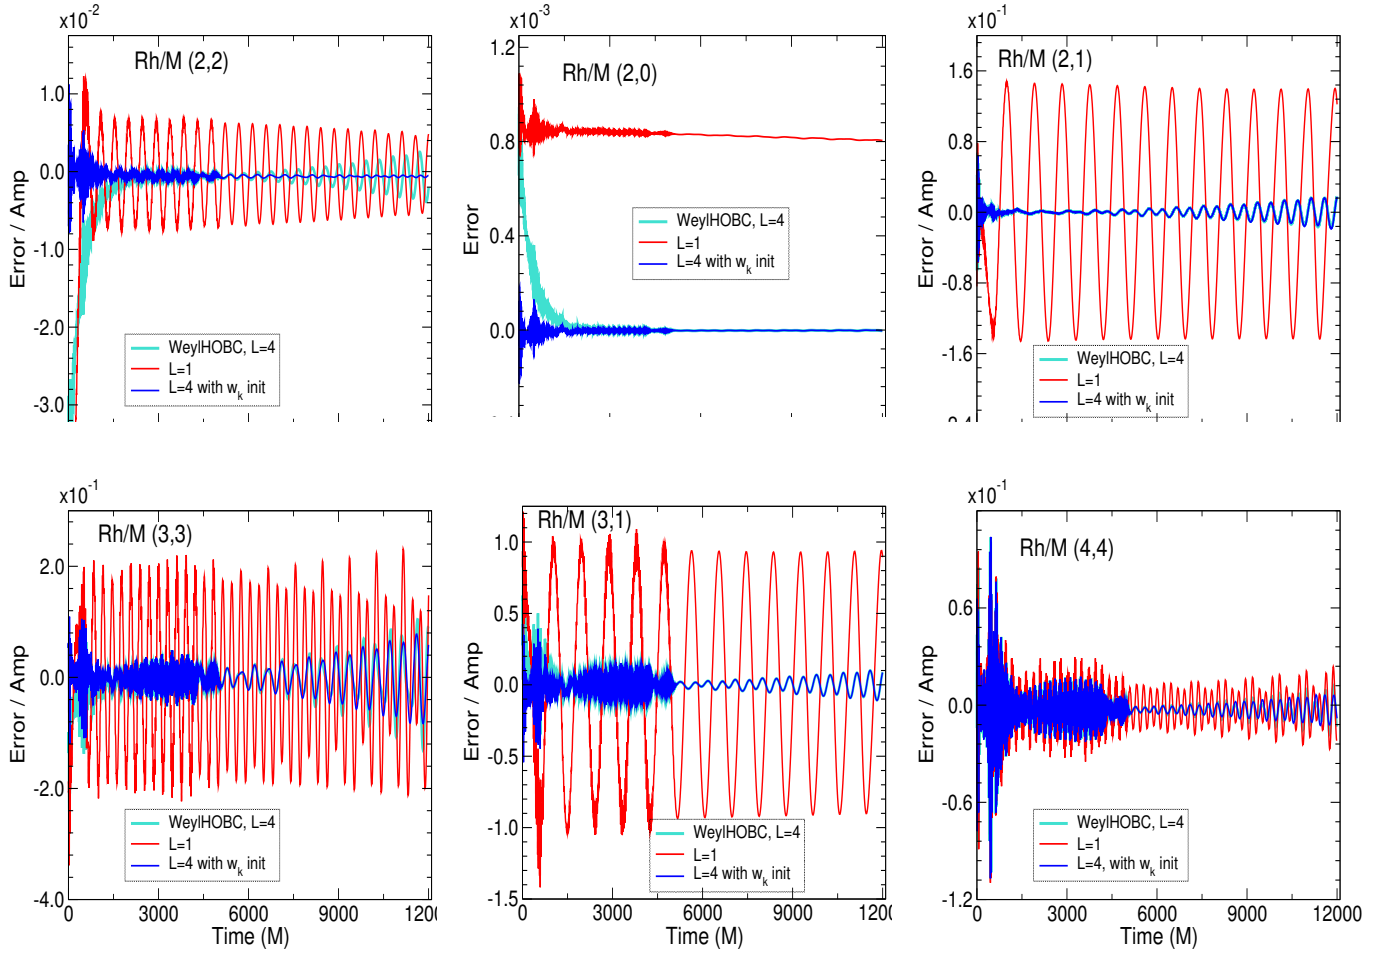 x10⁻²
Rh/M (2,2)
1.0
0.0
-1.0
-2.0
-3.0
Error / Amp
WeylHOBC, L=4
L=1
L=4 with wₖ init
x10⁻³
Rh/M (2,0)
1.2
0.8
0.4
0.0
Error
WeylHOBC, L=4
L=1
L=4 with wₖ init
x10⁻¹
Rh/M (2,1)
1.6
0.8
0.0
-0.8
-1.6
Error / Amp
WeylHOBC, L=4
L=1
L=4 with wₖ init
x10⁻¹
Rh/M (3,3)
2.0
0.0
-2.0
-4.0
Error / Amp
WeylHOBC, L=4
L=1
L=4 with wₖ init
0 3000 6000 9000
Time (M)
Rh/M (3,1)
1.0
0.5
0.0
-0.5
-1.0
-1.5
Error / Amp
WeylHOBC, L=4
L=1
L=4 with wₖ init
0 3000 6000 9000
Time (M)
x10⁻¹
Rh/M (4,4)
0.6
0.0
-0.6
-1.2
Error / Amp
WeylHOBC, L=4
L=1
L=4, with wₖ init
0 3000 6000 9000 12000
Time (M)